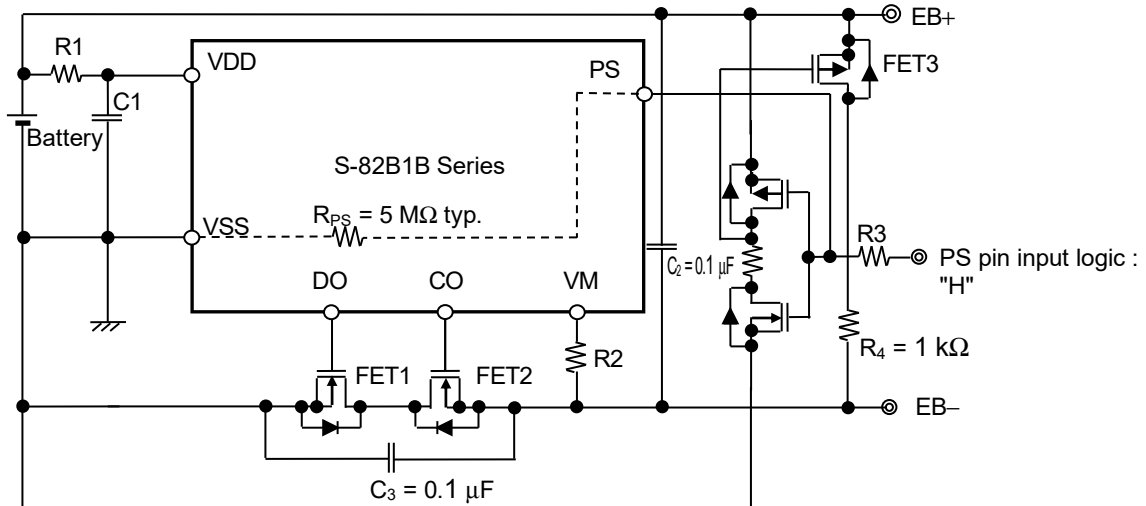 EB+
R1
VDD
PS
FET3
C1
Battery
S-82B1B Series
R_PS = 5 MΩ typ.
VSS
R3
PS pin input logic :
"H"
C₂=0.1 μF
DO
CO
VM
R2
R₄ = 1 kΩ
FET1
FET2
EB−
C₃ = 0.1 μF